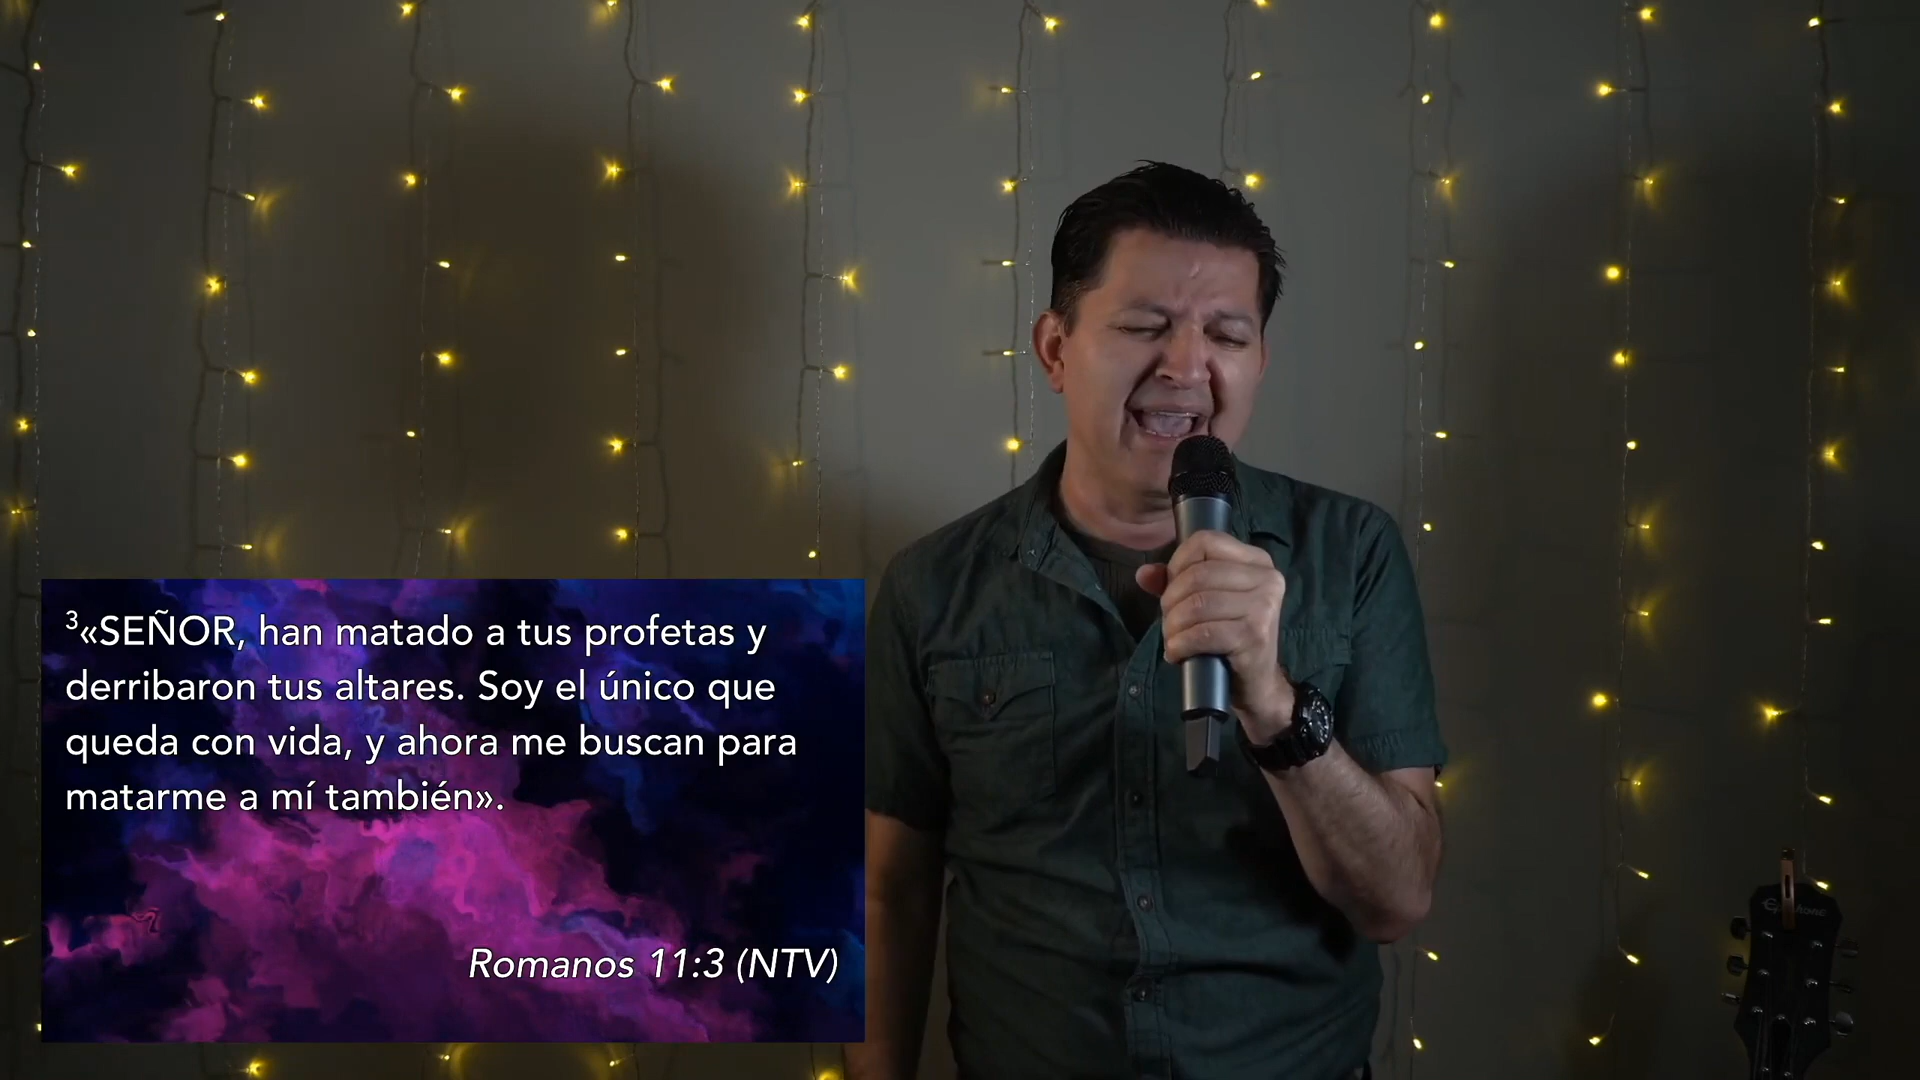 ³«SEÑOR, han matado a tus profetas y
derribaron tus altares. Soy el único que
queda con vida, y ahora me buscan para
matarme a mí también».
Romanos 11:3 (NTV)
Epiphone